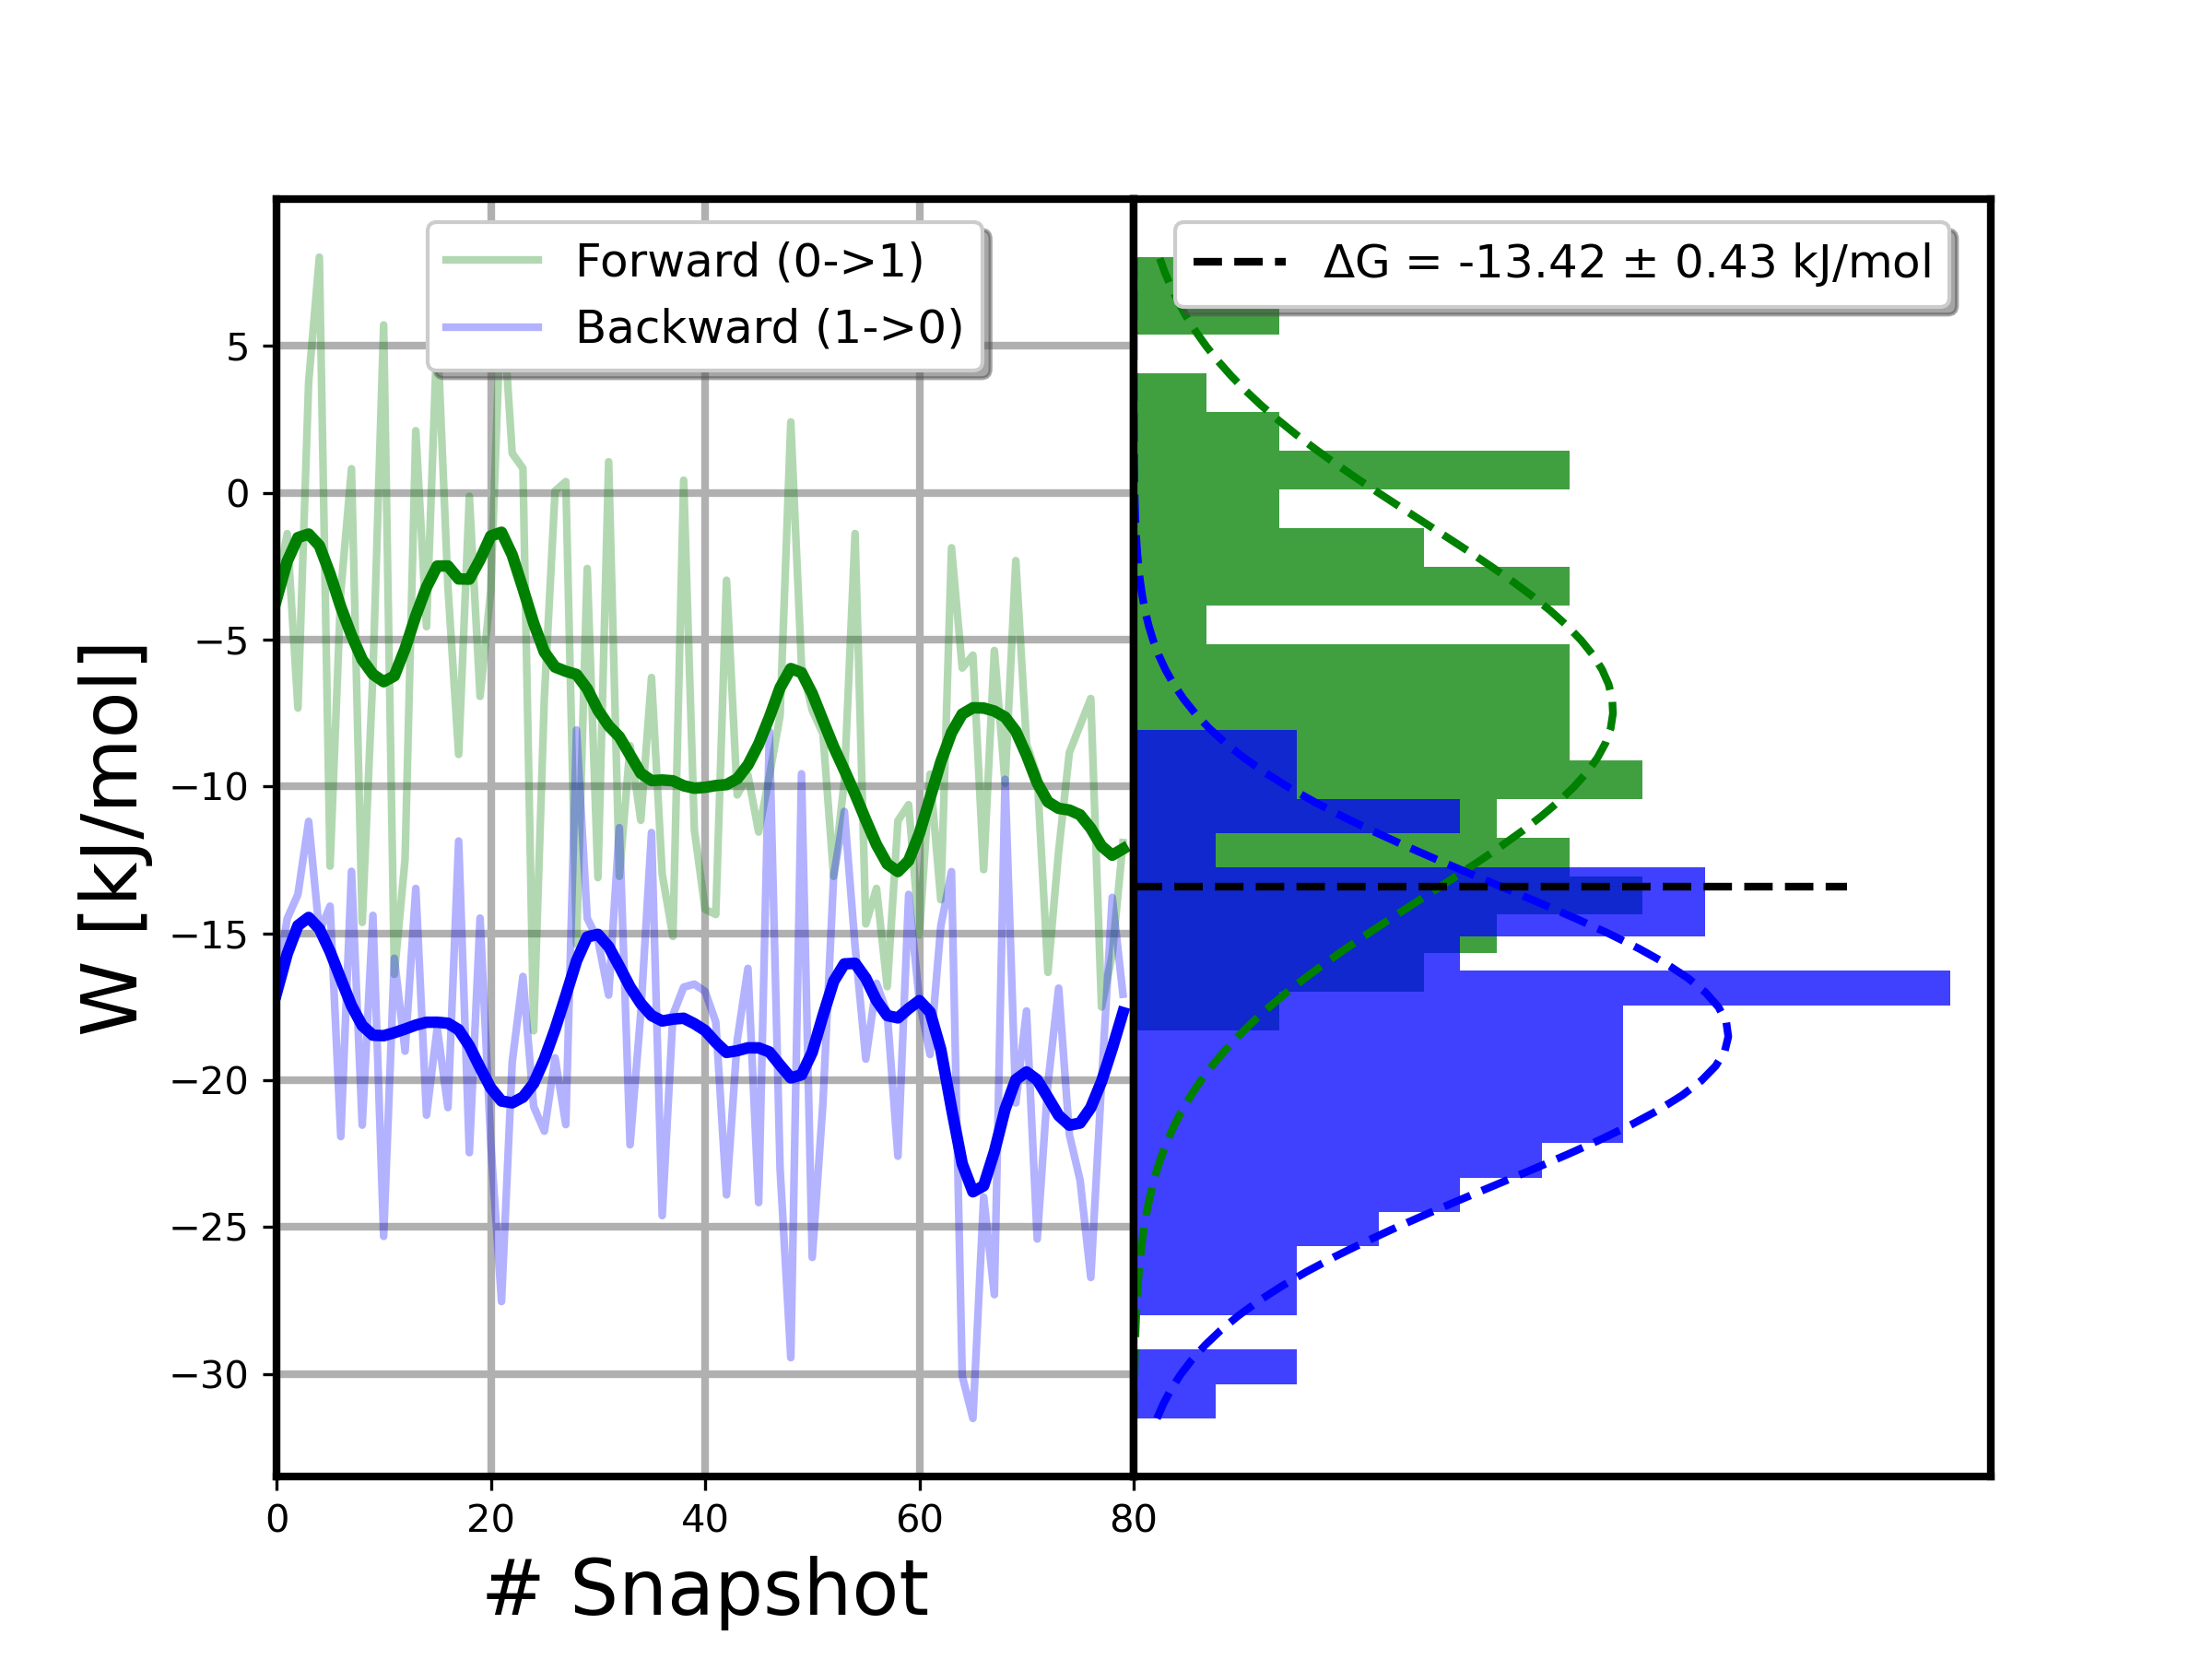 Forward (0->1)
Backward (1->0)
ΔG = -13.42 ± 0.43 kJ/mol
W [kJ/mol]
5
0
−5
−10
−15
−20
−25
−30
0 20 40 60 80
# Snapshot